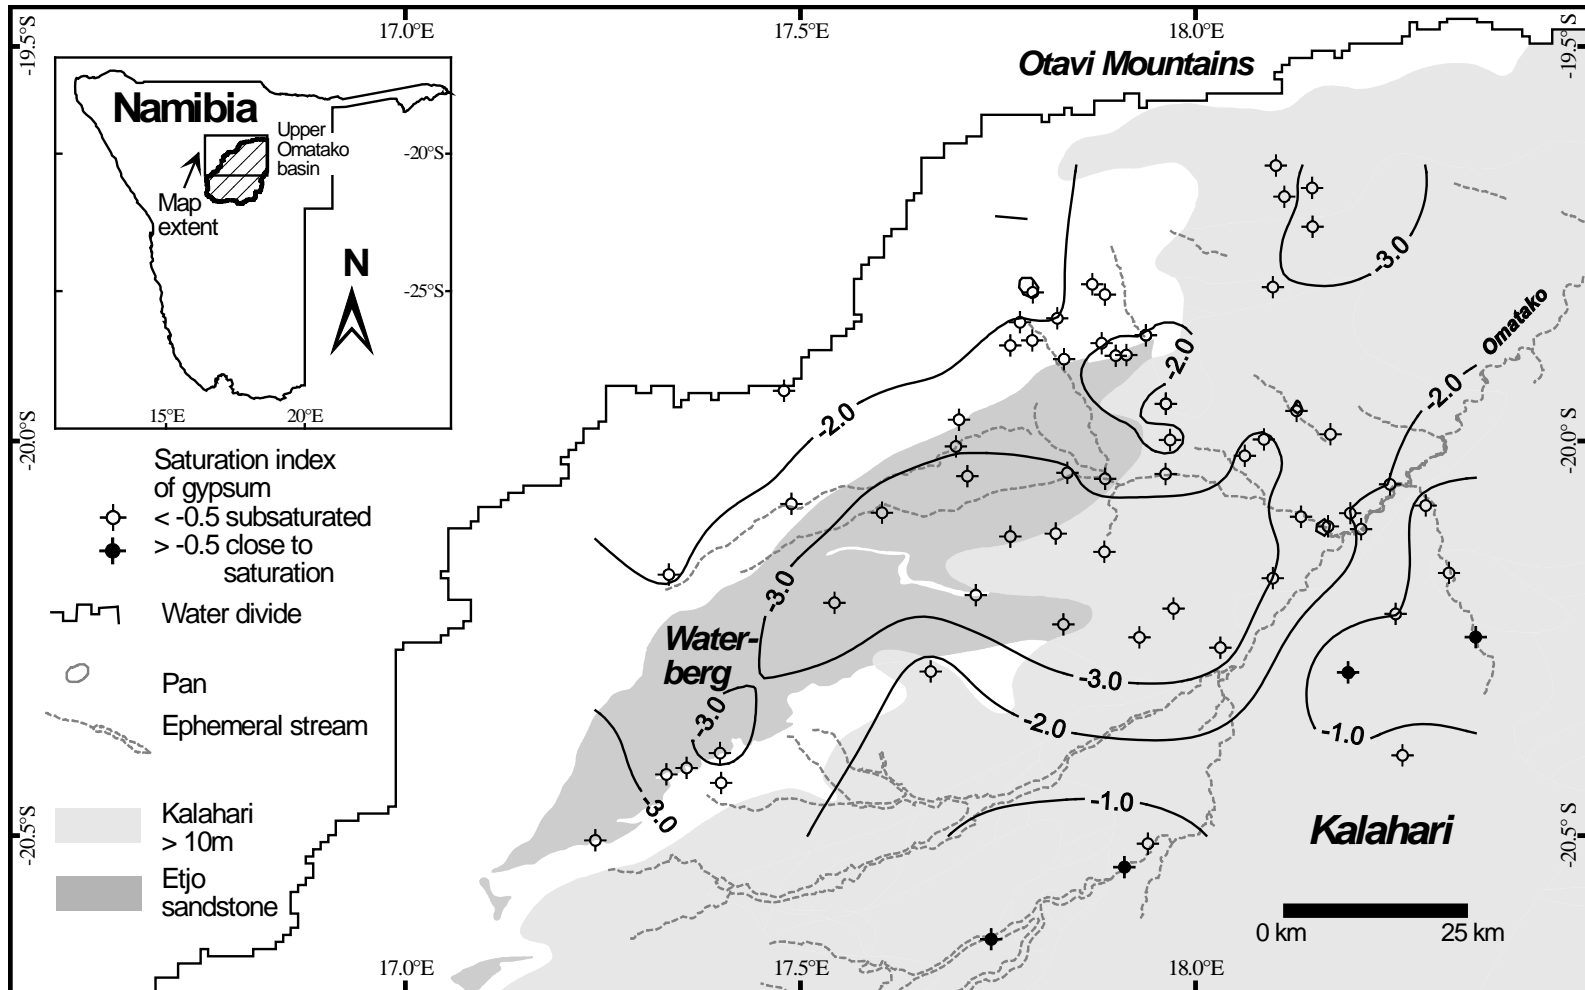 17.0°E
17.5°E
18.0°E
-19.5°S
-19.5°S
Otavi Mountains
Namibia
Upper
Omatako
basin
Map
extent
-20°S
-25°S
15°E
20°E
N
-3.0
Omatako
-2.0
-2.0
-2.0
-20.0°S
-20.0°S
Saturation index
of gypsum
< -0.5 subsaturated
> -0.5 close to
saturation
Water divide
Pan
Ephemeral stream
Kalahari
> 10m
Etjo
sandstone
-3.0
Water-
berg
-3.0
-3.0
-2.0
-1.0
-3.0
-1.0
Kalahari
-20.5°S
-20.5°S
0 km
25 km
17.0°E
17.5°E
18.0°E